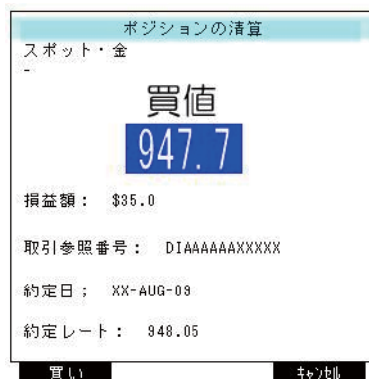 ポジションの清算
スポット・金
-
買値
947.7
損益額： $35.0
取引参照番号： DIAAAAAAXXXXX
約定日； XX-AUG-09
約定レート： 948.05
買い キャンセル